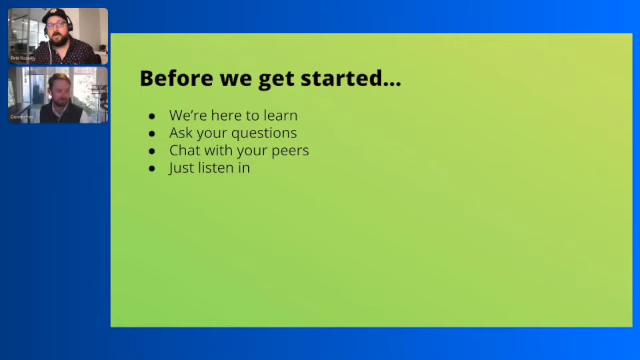 Before we get started...
● We're here to learn
● Ask your questions
● Chat with your peers
● Just listen in